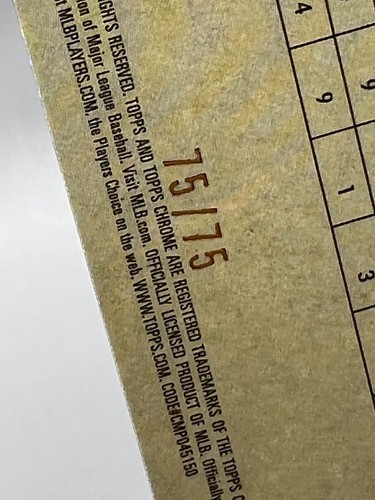 75/75
GHTS RESERVED. TOPPS AND TOPPS CHROME ARE REGISTERED TRADEMARKS OF THE TOPPS C
on of Major League Baseball. Visit MLB.com. OFFICIALLY LICENSED PRODUCT OF MLB. Officially
t MLBPLAYERS.COM, the Players Choice on the web. WWW.TOPPS.COM. CODE#CMP045150
4
9
1
3
9